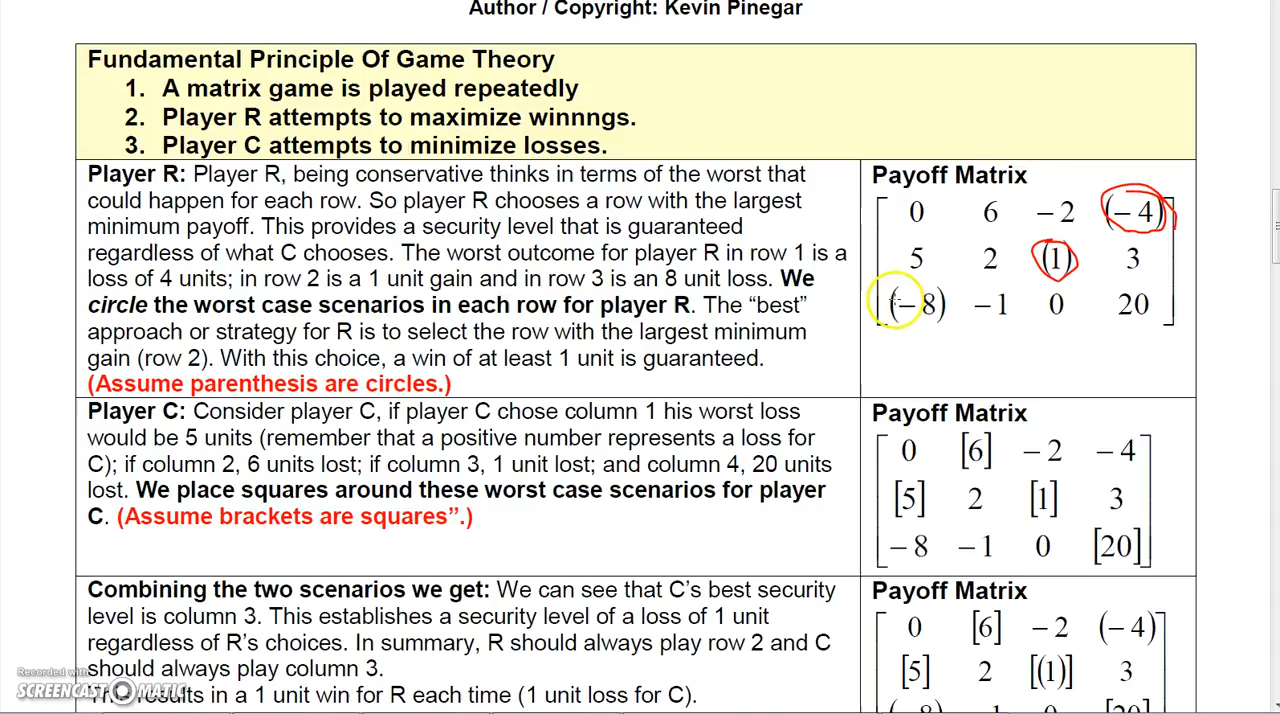 Author / Copyright: Kevin Pinegar
Fundamental Principle Of Game Theory
1. A matrix game is played repeatedly
2. Player R attempts to maximize winnngs.
3. Player C attempts to minimize losses.
Player R: Player R, being conservative thinks in terms of the worst that
could happen for each row. So player R chooses a row with the largest
minimum payoff. This provides a security level that is guaranteed
regardless of what C chooses. The worst outcome for player R in row 1 is a
loss of 4 units; in row 2 is a 1 unit gain and in row 3 is an 8 unit loss. We
circle the worst case scenarios in each row for player R. The “best”
approach or strategy for R is to select the row with the largest minimum
gain (row 2). With this choice, a win of at least 1 unit is guaranteed.
(Assume parenthesis are circles.)
Payoff Matrix
0 6 −2 (−4)
5 2 (1) 3
(−8) −1 0 20
Player C: Consider player C, if player C chose column 1 his worst loss
would be 5 units (remember that a positive number represents a loss for
C); if column 2, 6 units lost; if column 3, 1 unit lost; and column 4, 20 units
lost. We place squares around these worst case scenarios for player
C. (Assume brackets are squares”.)
Payoff Matrix
0 [6] −2 −4
[5] 2 [1] 3
−8 −1 0 [20]
Combining the two scenarios we get: We can see that C’s best security
level is column 3. This establishes a security level of a loss of 1 unit
regardless of R’s choices. In summary, R should always play row 2 and C
should always play column 3.
This results in a 1 unit win for R each time (1 unit loss for C).
Payoff Matrix
0 [6] −2 (−4)
[5] 2 [(1)] 3
(−8) −1 0 [20]
Recorded with
SCREENCAST-O-MATIC